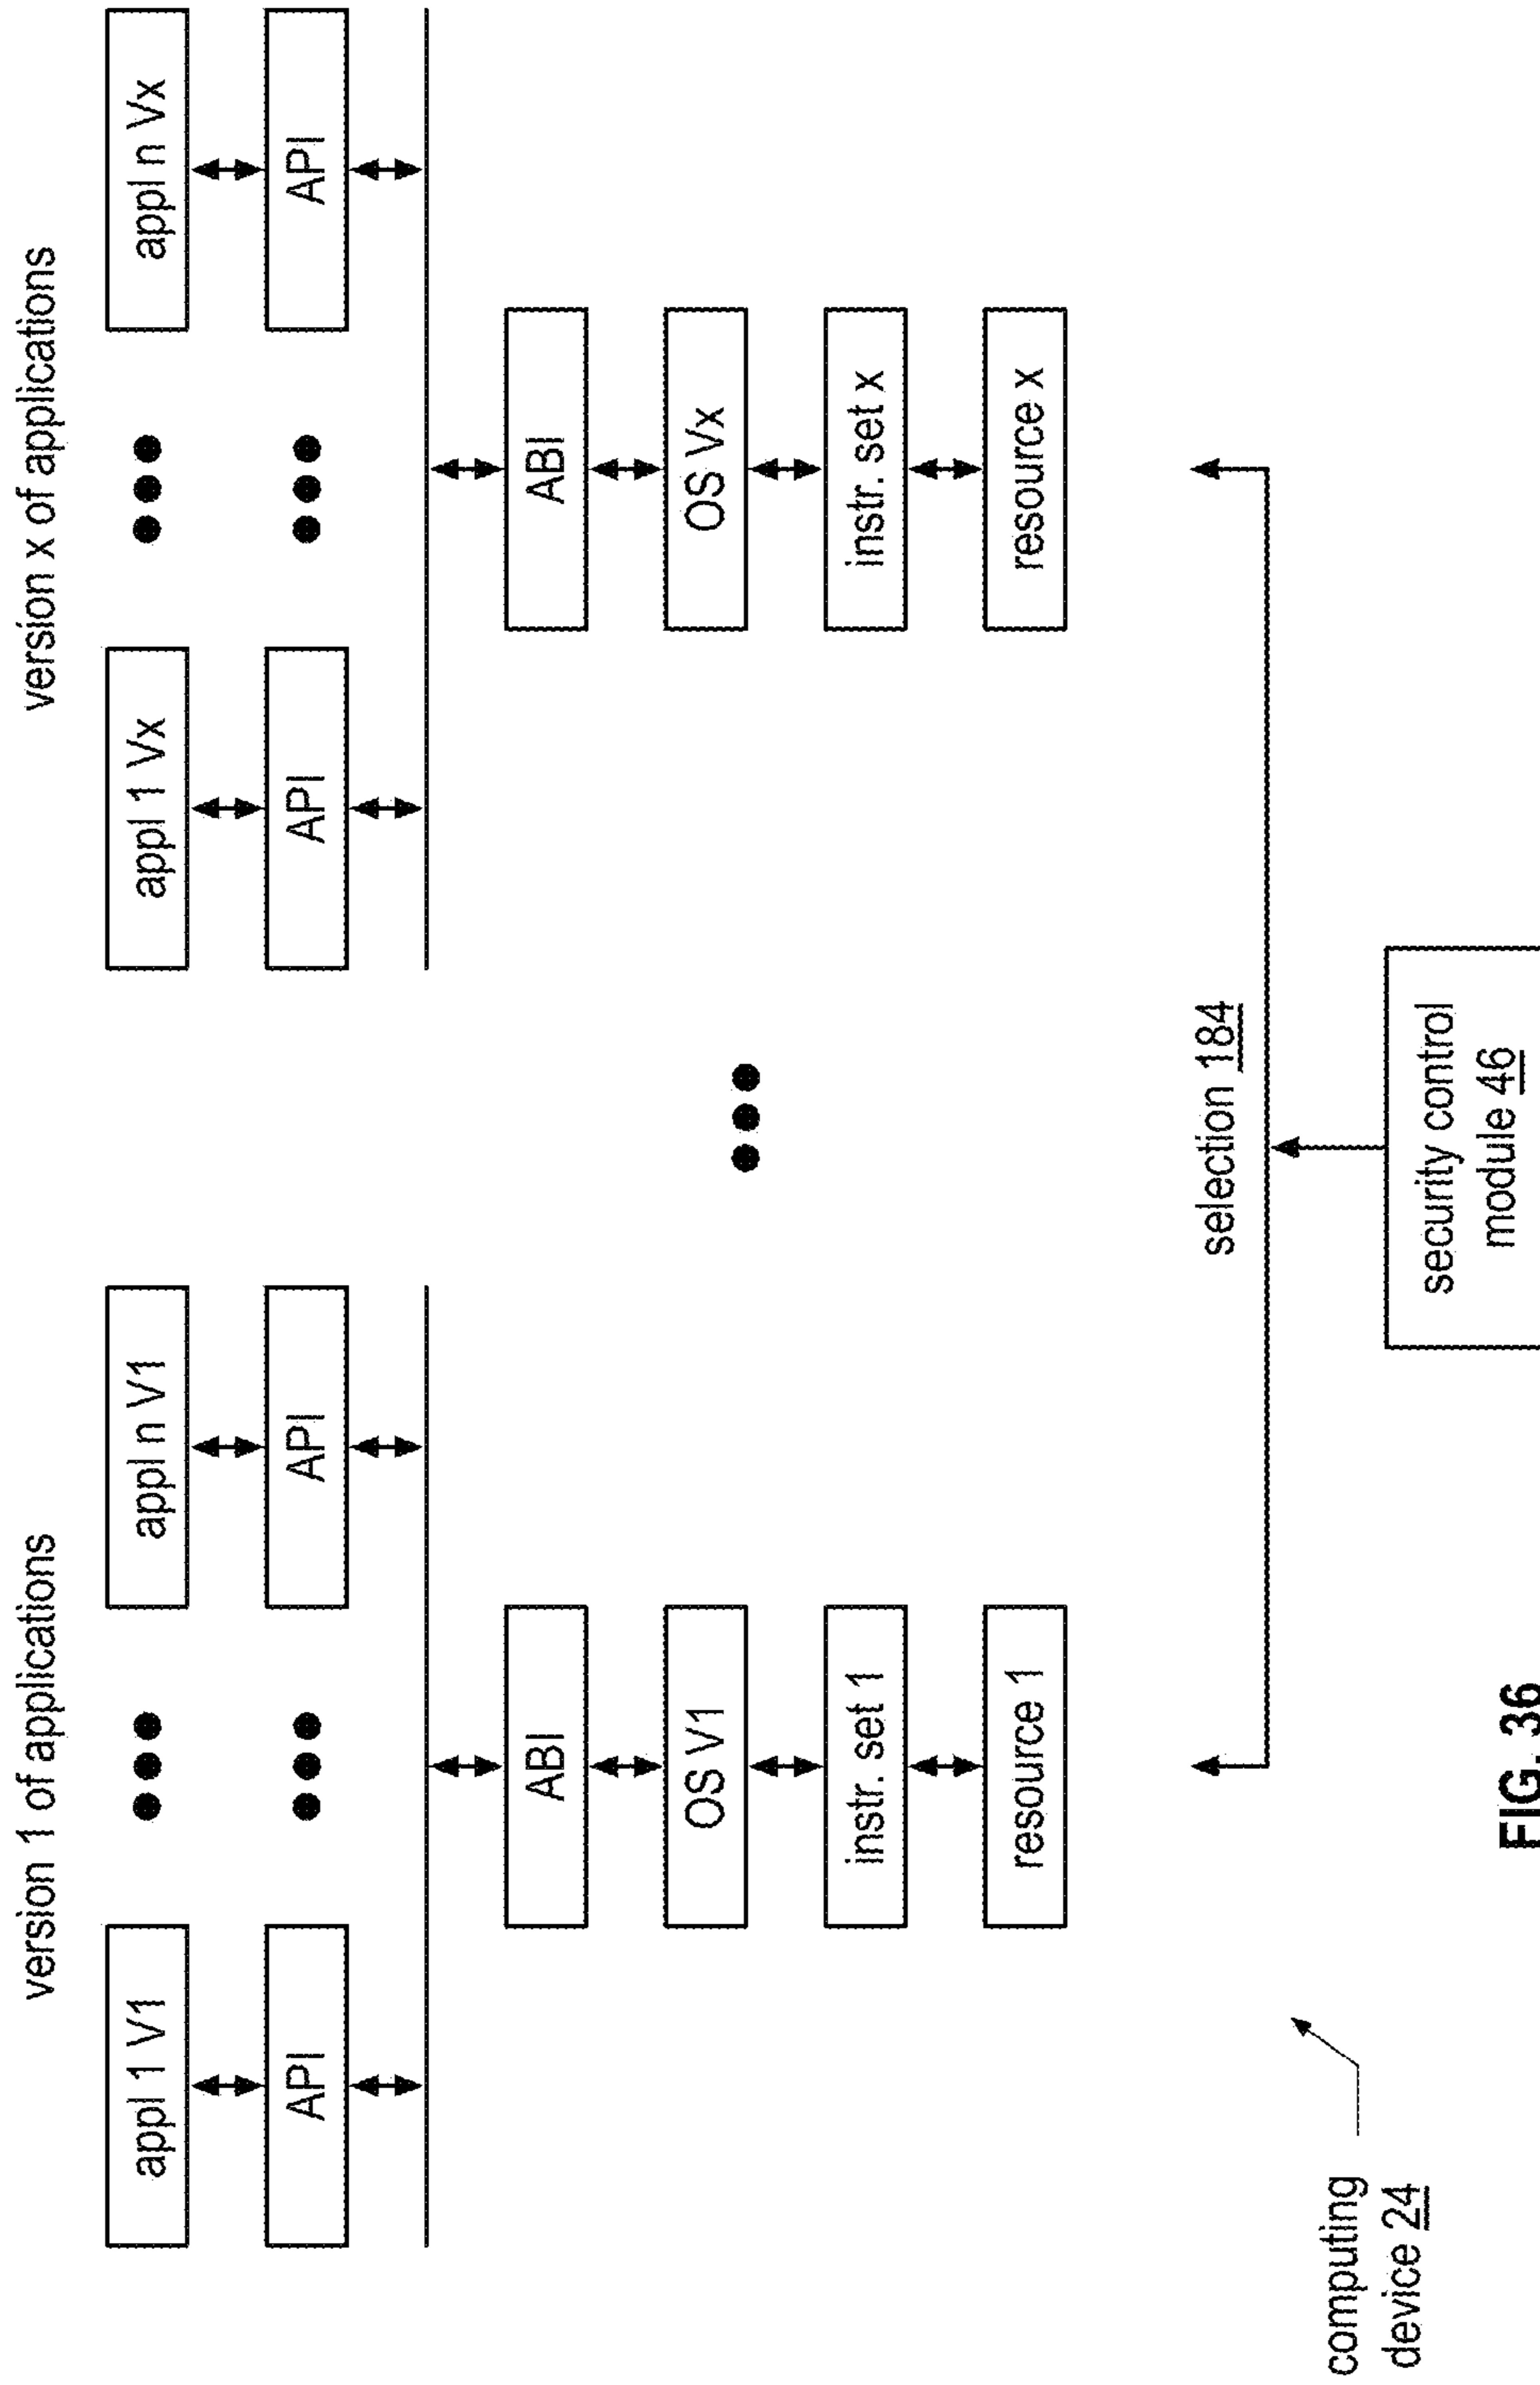 version 1 of applications
version x of applications
appl 1 V1
appl n V1
appl 1 Vx
appl n Vx
API
API
API
API
ABI
ABI
OS V1
OS Vx
instr. set 1
instr. set x
resource 1
resource x
selection 184
computing
device 24
security control
module 46
FIG. 36